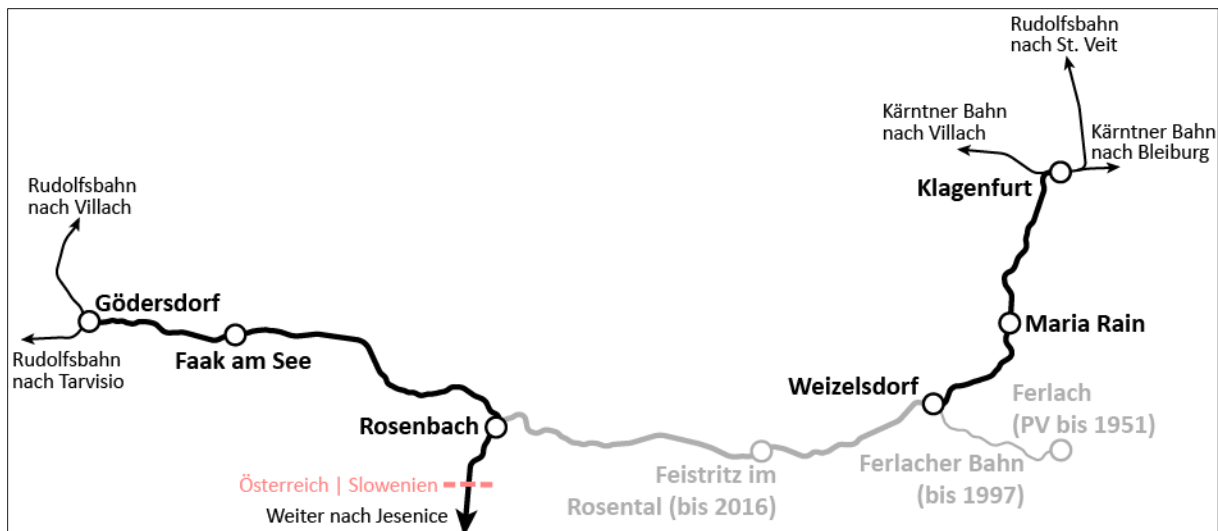 Rudolfsbahn
nach St. Veit
Kärntner Bahn
nach Villach
Kärntner Bahn
nach Bleiburg
Klagenfurt
Rudolfsbahn
nach Villach
Gödersdorf
Faak am See
Rudolfsbahn
nach Tarvisio
Maria Rain
Weizelsdorf
Ferlach
(PV bis 1951)
Rosenbach
Feistritz im
Rosental (bis 2016)
Ferlacher Bahn
(bis 1997)
Österreich | Slowenien
Weiter nach Jesenice